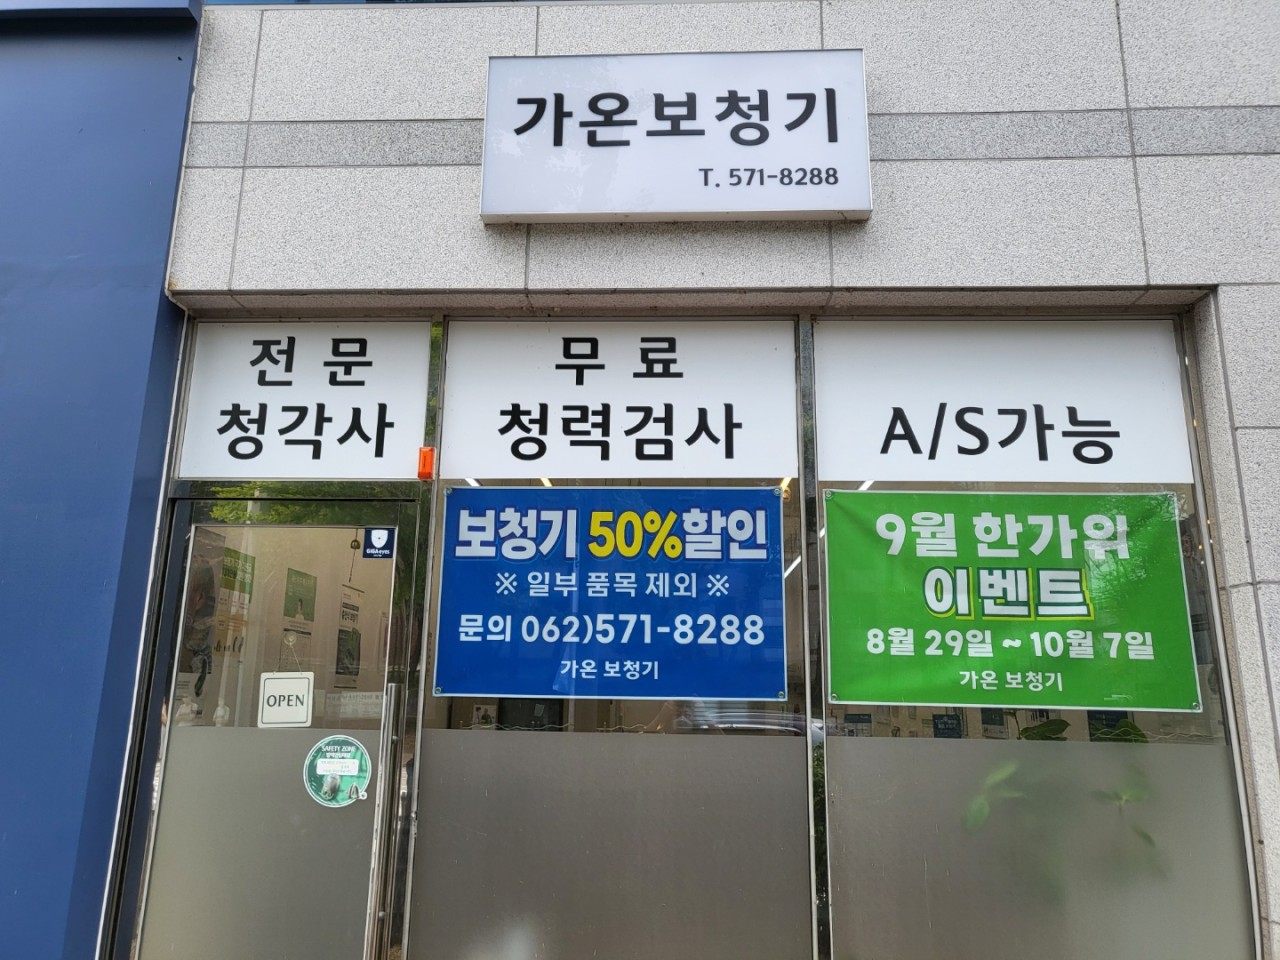 가온보청기
T. 571-8288
전문
청각사
무료
청력검사
A/S가능
보청기 50%할인
※ 일부 품목 제외 ※
문의 062)571-8288
가온 보청기
9월 한가위
이벤트
8월 29일 ~ 10월 7일
가온 보청기
GiGAeyes
OPEN
SAFETY ZONE